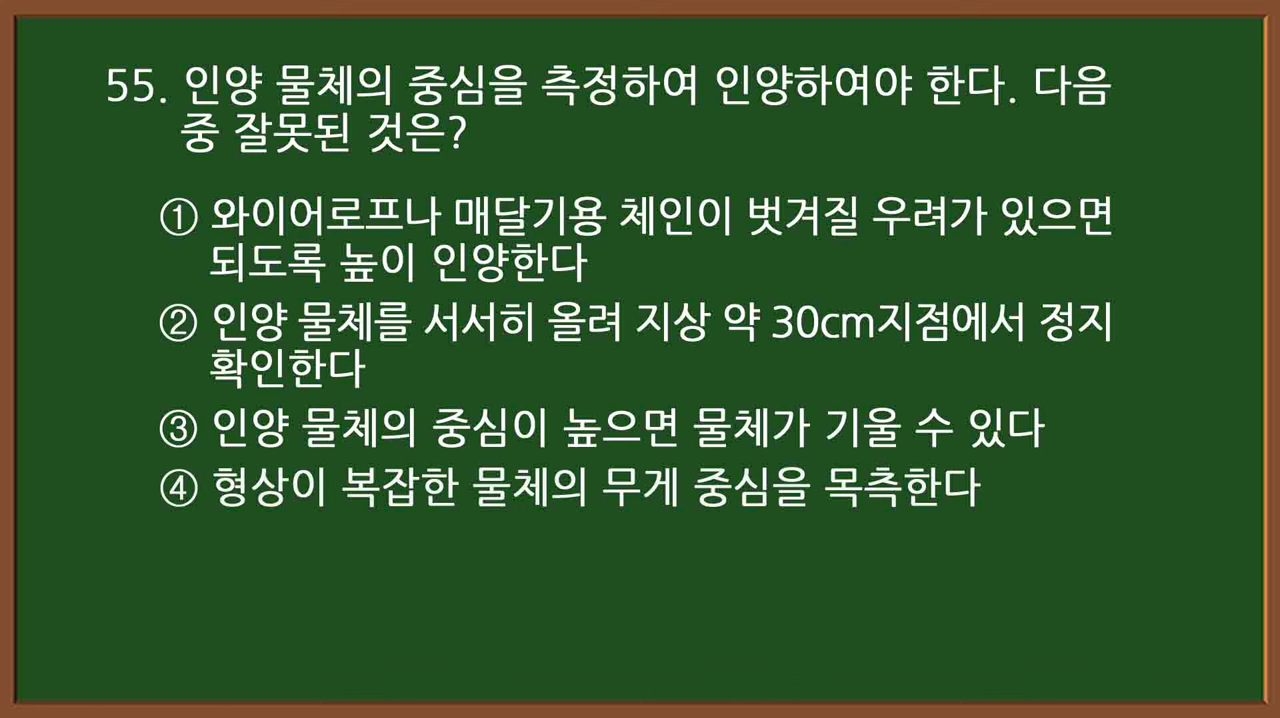 55. 인양 물체의 중심을 측정하여 인양하여야 한다. 다음
중 잘못된 것은?
① 와이어로프나 매달기용 체인이 벗겨질 우려가 있으면
되도록 높이 인양한다
② 인양 물체를 서서히 올려 지상 약 30cm지점에서 정지
확인한다
③ 인양 물체의 중심이 높으면 물체가 기울 수 있다
④ 형상이 복잡한 물체의 무게 중심을 목측한다